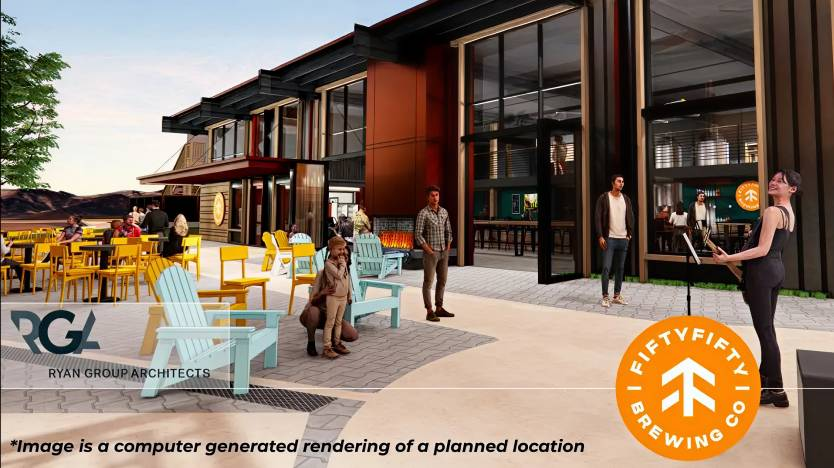 RGA
RYAN GROUP ARCHITECTS
FIFTYFIFTY
BREWING CO
*Image is a computer generated rendering of a planned location